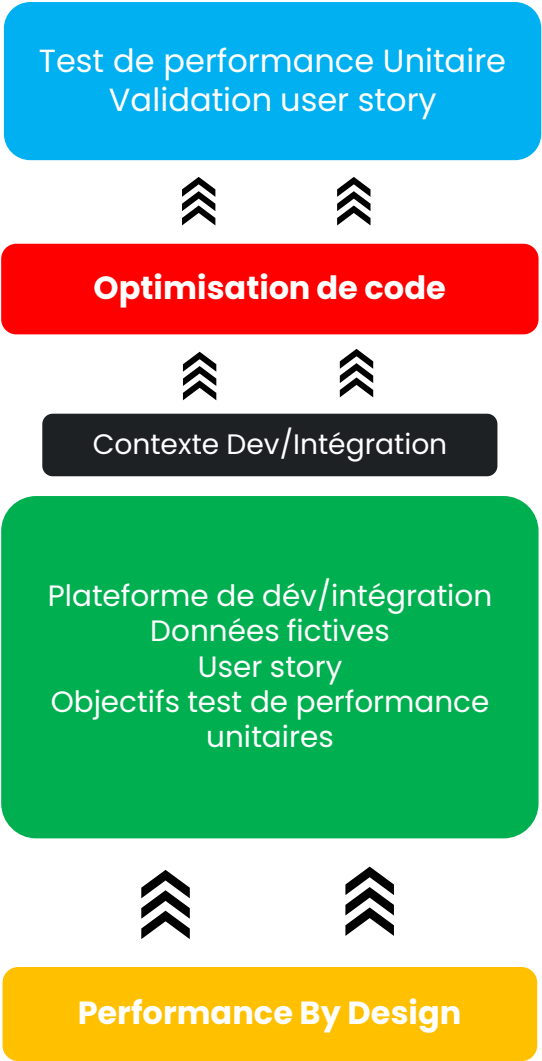 Test de performance Unitaire
Validation user story
Optimisation de code
Contexte Dev/Intégration
Plateforme de dév/intégration
Données fictives
User story
Objectifs test de performance
unitaires
Performance By Design